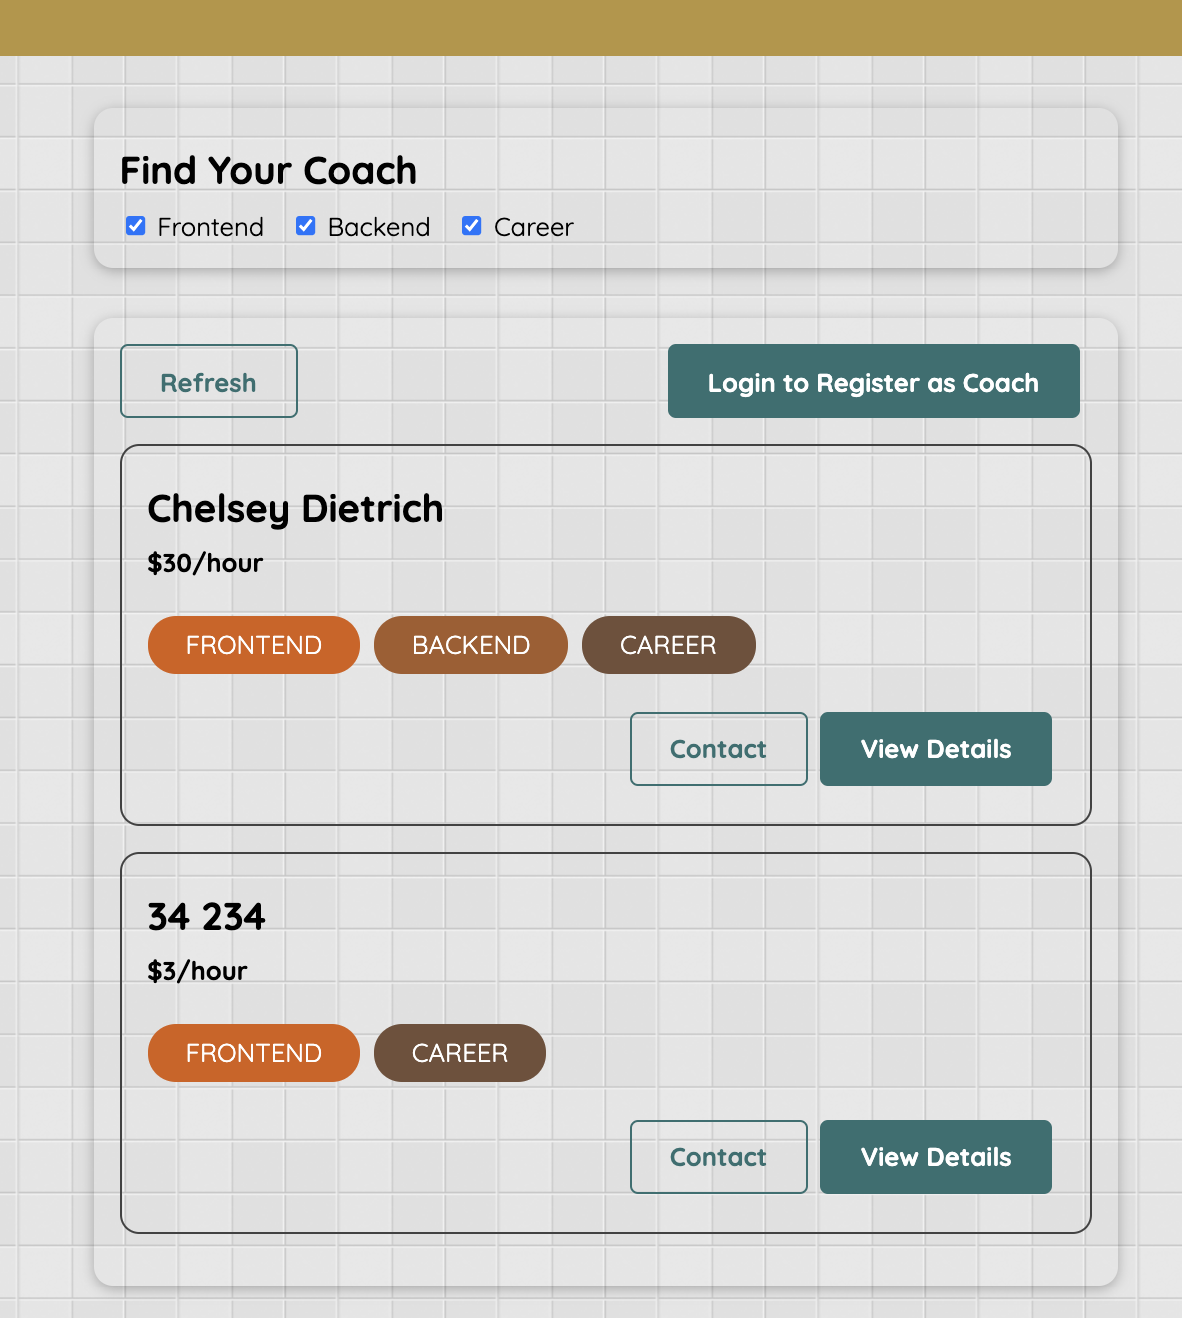 Find Your Coach
Frontend Backend Career
Refresh Login to Register as Coach
Chelsey Dietrich
$30/hour
FRONTEND BACKEND CAREER
Contact View Details
34 234
$3/hour
FRONTEND CAREER
Contact View Details